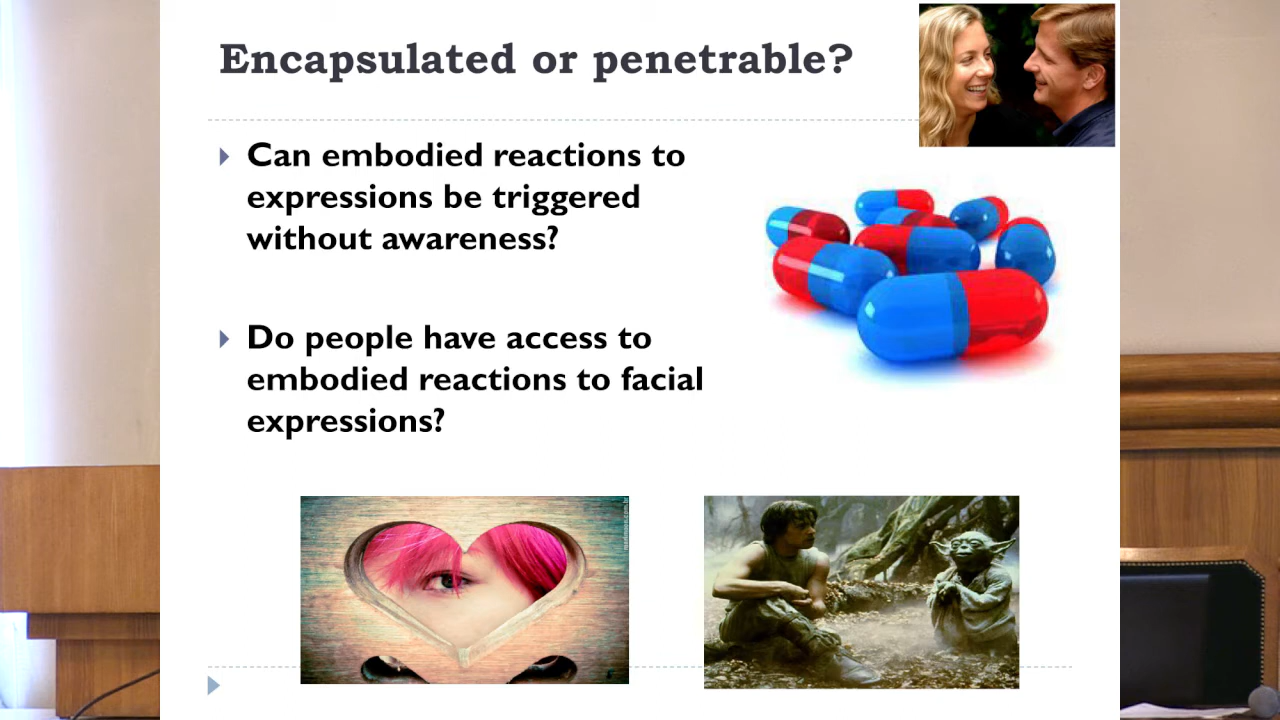 Encapsulated or penetrable?
Can embodied reactions to
expressions be triggered
without awareness?
Do people have access to
embodied reactions to facial
expressions?